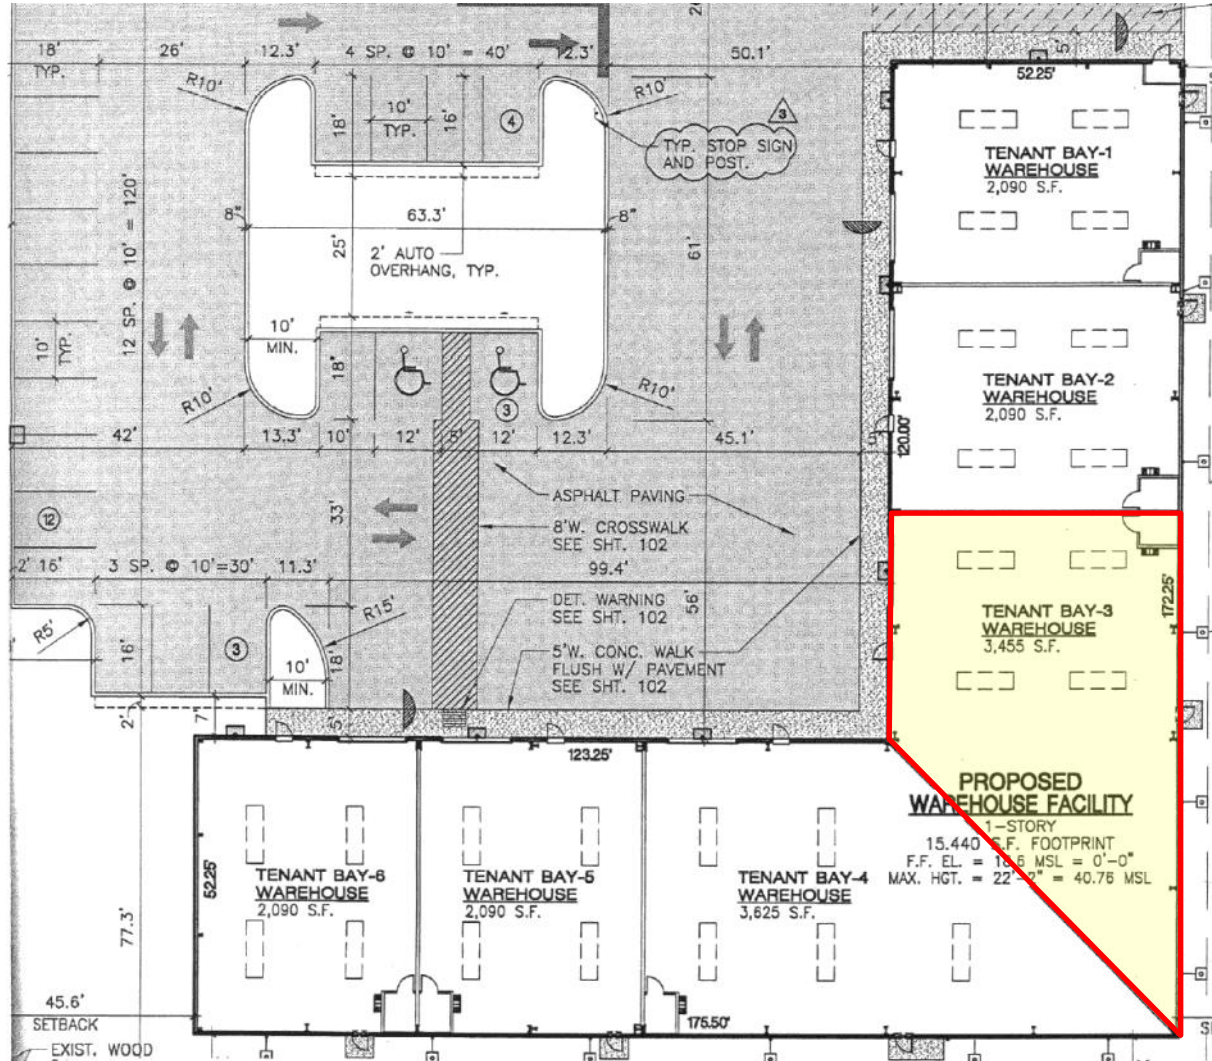 18'
TYP.
26'
12.3'
4 SP. @ 10' = 40'
12.3'
50.1'
5'
52.25'
R10'
10'
TYP.
18'
16'
4
R10'
3
TYP. STOP SIGN
AND POST.
TENANT BAY-1
WAREHOUSE
2,090 S.F.
12 SP. @ 10' = 120'
8"
63.3'
8"
25'
2' AUTO
OVERHANG, TYP.
61'
10'
TYP.
10'
MIN.
18"
R10'
3
R10'
TENANT BAY-2
WAREHOUSE
2,090 S.F.
120.00'
42'
13.3'
10'
12'
5'
12'
12.3'
45.1'
12
33'
ASPHALT PAVING
8'W. CROSSWALK
SEE SHT. 102
2' 16'
3 SP. @ 10'=30'
11.3'
99.4'
DET. WARNING
SEE SHT. 102
56'
172.25'
R5'
16'
3
R15'
10'
MIN.
18'
5'W. CONC. WALK
FLUSH W/ PAVEMENT
SEE SHT. 102
TENANT BAY-3
WAREHOUSE
3,455 S.F.
2'
7'
5'
123.25'
PROPOSED
WAREHOUSE FACILITY
1-STORY
15.440 S.F. FOOTPRINT
F.F. EL. = 18.6 MSL = 0'-0"
MAX. HGT. = 22'-2" = 40.76 MSL
52.25'
TENANT BAY-6
WAREHOUSE
2,090 S.F.
TENANT BAY-5
WAREHOUSE
2,090 S.F.
TENANT BAY-4
WAREHOUSE
3,625 S.F.
77.3'
45.6'
SETBACK
175.50'
EXIST. WOOD